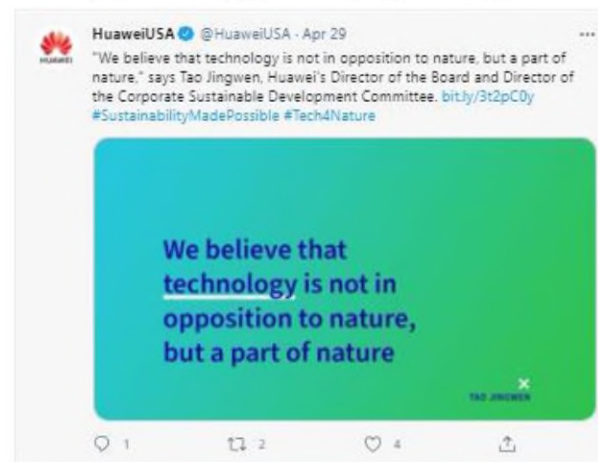 HuaweiUSA @HuaweiUSA · Apr 29
HUAWEI
"We believe that technology is not in opposition to nature, but a part of
nature," says Tao Jingwen, Huawei's Director of the Board and Director of
the Corporate Sustainable Development Committee. bit.ly/3t2pC0y
#SustainabilityMadePossible #Tech4Nature
We believe that
technology is not in
opposition to nature,
but a part of nature
TAO JINGWEN
1 2 4